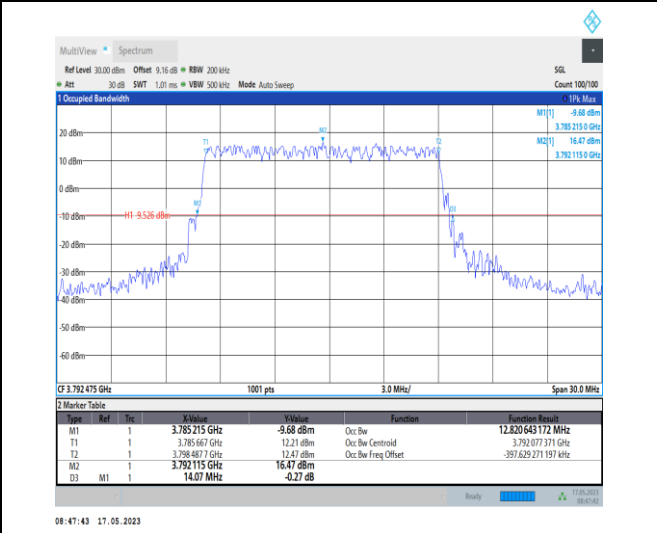 MultiView Spectrum
Ref Level 30.00 dBm Offset 9.16 dB RBW 200 kHz SGL
Att 30 dB SWT 1.01 ms VBW 500 kHz Mode Auto Sweep Count 100/100
1 Occupied Bandwidth 1Pk Max
M1[1] -9.68 dBm
3.785 215 0 GHz
M2[1] 16.47 dBm
3.792 115 0 GHz
20 dBm
T1
M2
T2
10 dBm
0 dBm
M2
D3
-10 dBm H1 9.526 dBm
-20 dBm
-30 dBm
-40 dBm
-50 dBm
-60 dBm
CF 3.792 475 GHz 1001 pts 3.0 MHz/ Span 30.0 MHz
2 Marker Table
Type Ref Trc X-Value Y-Value Function Function Result
M1 1 3.785 215 GHz -9.68 dBm Occ Bw 12.820 643 172 MHz
T1 1 3.785 667 GHz 12.21 dBm Occ Bw Centroid 3.792 077 371 GHz
T2 1 3.798 487 7 GHz 12.47 dBm Occ Bw Freq Offset -397.629 271 197 kHz
M2 1 3.792 115 GHz 16.47 dBm
D3 M1 1 14.07 MHz -0.27 dB
Ready 17.05.2023
08:47:42
08:47:43 17.05.2023